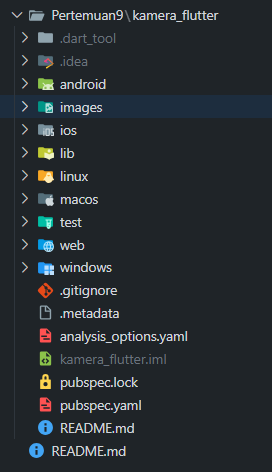 Pertemuan9\kamera_flutter
.dart_tool
.idea
android
images
ios
lib
linux
macos
test
web
windows
.gitignore
.metadata
analysis_options.yaml
kamera_flutter.iml
pubspec.lock
pubspec.yaml
README.md
README.md